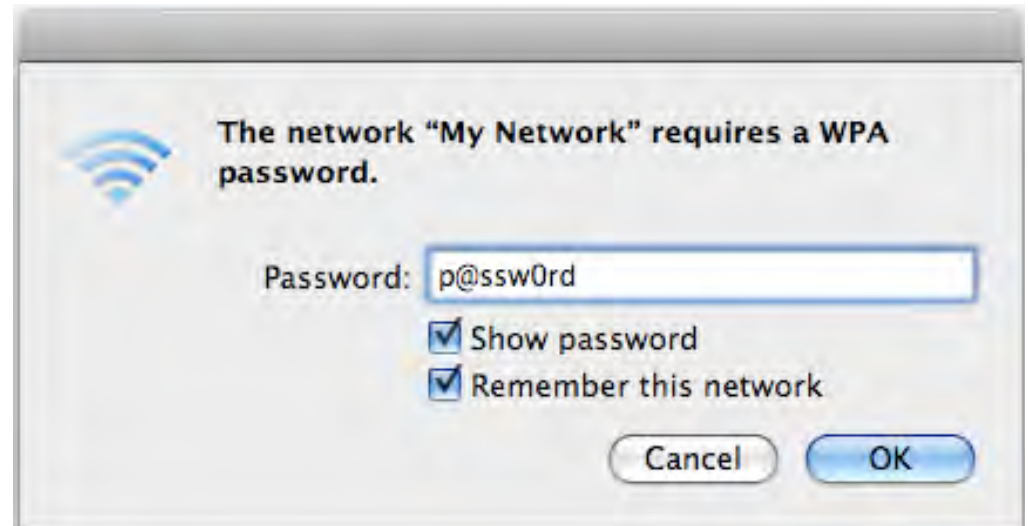 The network “My Network” requires a WPA
password.
Password: p@ssw0rd
Show password
Remember this network
Cancel OK